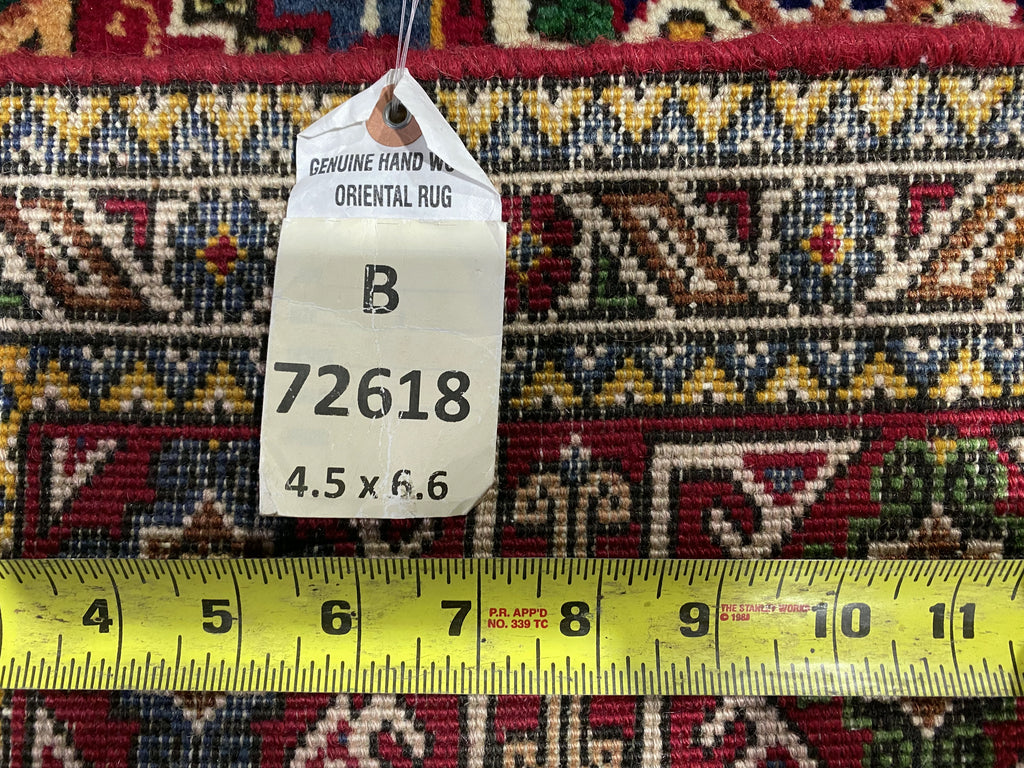 GENUINE HAND
ORIENTAL RUG
B
72618
4.5 x 6.6
4 5 6 7 8 9 10 11
P.R. APP'D
NO. 339 TC
THE STANLEY WORKS
© 1988